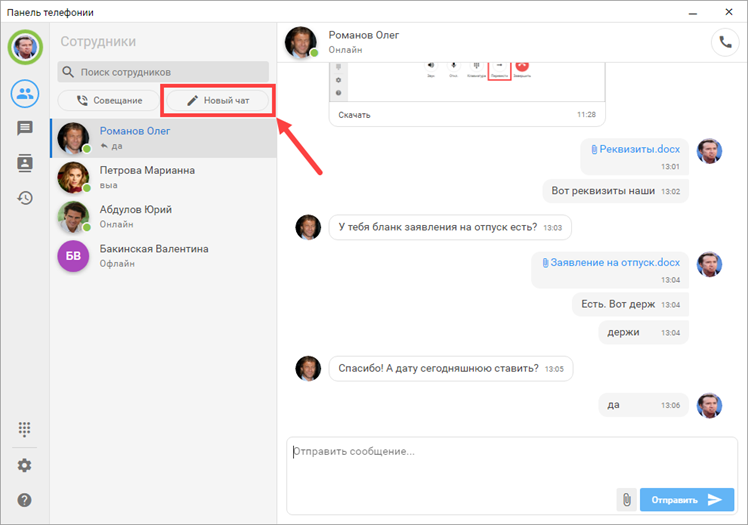 Панель телефонии
Сотрудники
Поиск сотрудников
Совещание
Новый чат
Романов Олег
да
Петрова Марианна
выа
Абдулов Юрий
Онлайн
БВ
Бакинская Валентина
Офлайн
Романов Олег
Онлайн
Скачать 11:28
Реквизиты.docx
13:01
Вот реквизиты наши 13:02
У тебя бланк заявления на отпуск есть? 13:03
Заявление на отпуск.docx
13:04
Есть. Вот держ 13:04
держи 13:04
Спасибо! А дату сегодняшнюю ставить? 13:05
да 13:06
Отправить сообщение...
Отправить